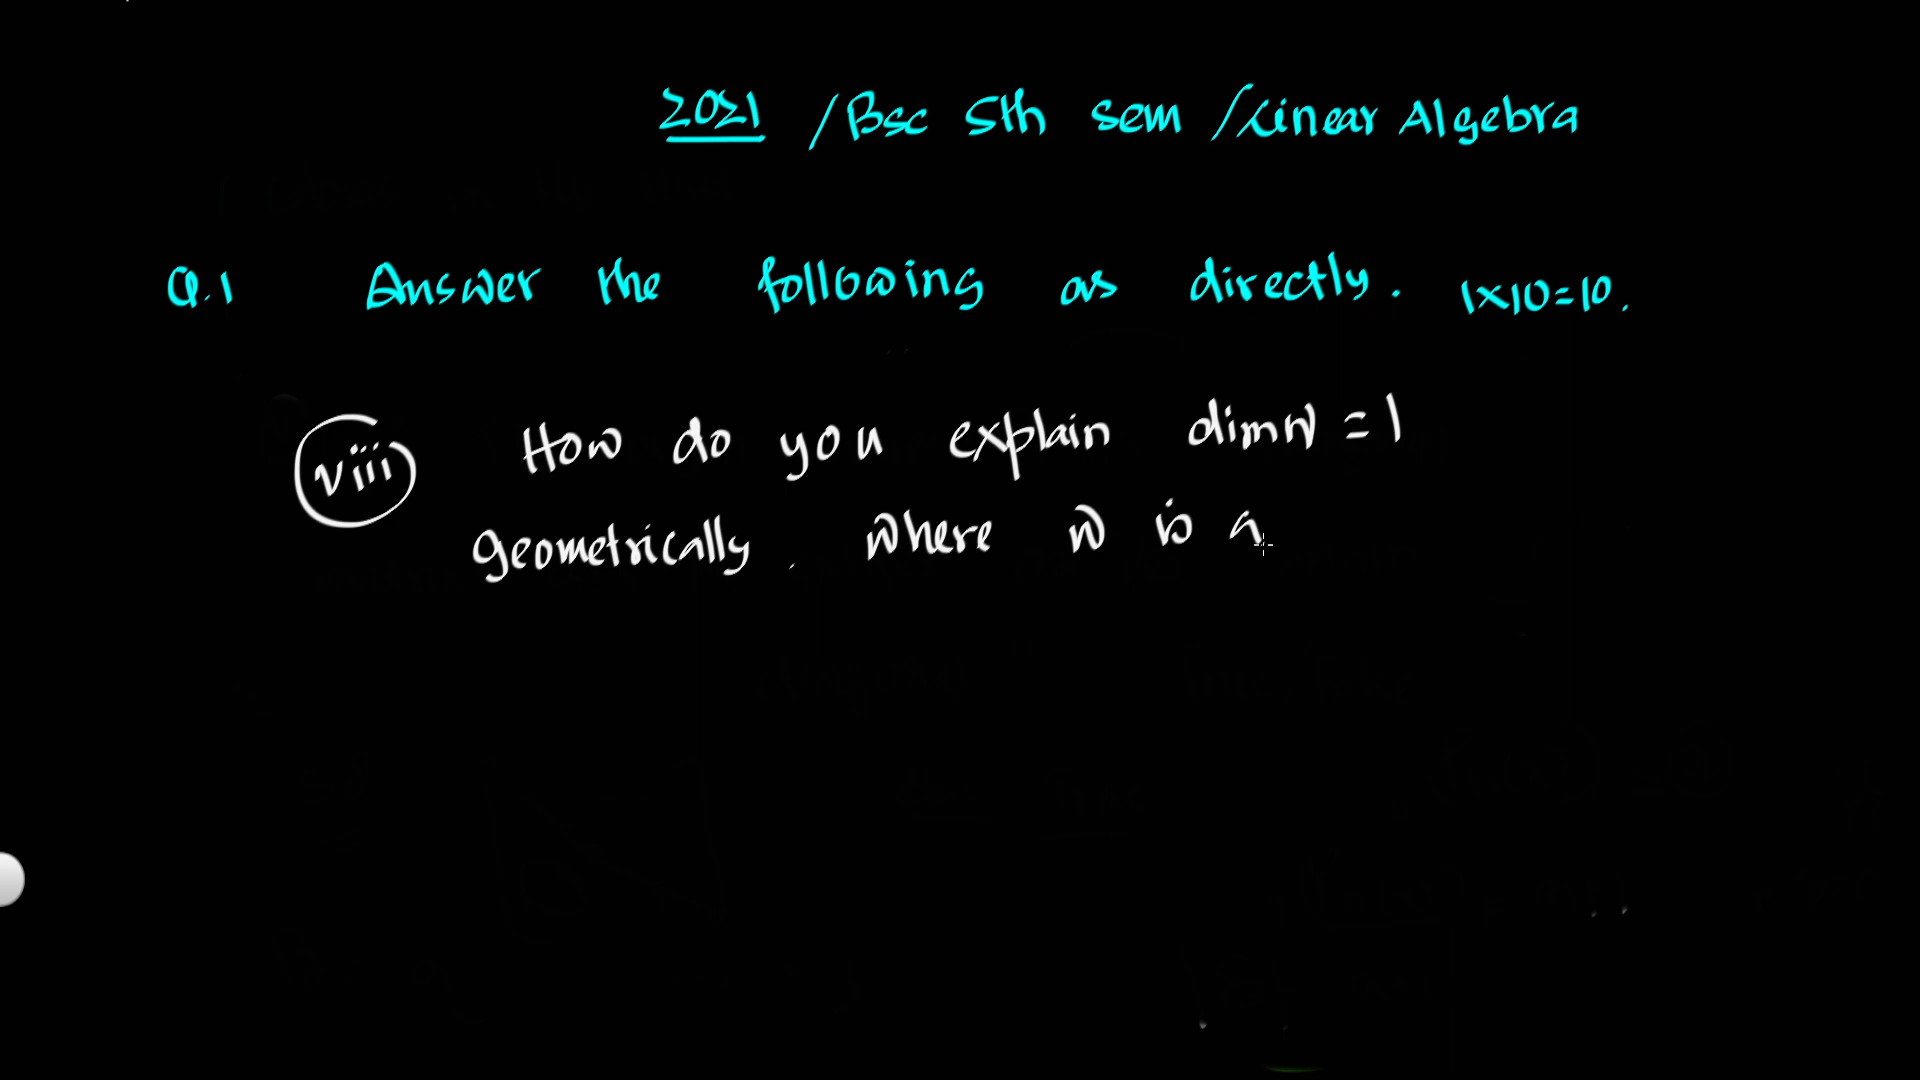 2021 / Bsc 5th sem / Linear Algebra
Q.1 Answer the following as directly. 1x10=10.
viii How do you explain dimW = 1
geometrically. where W is a